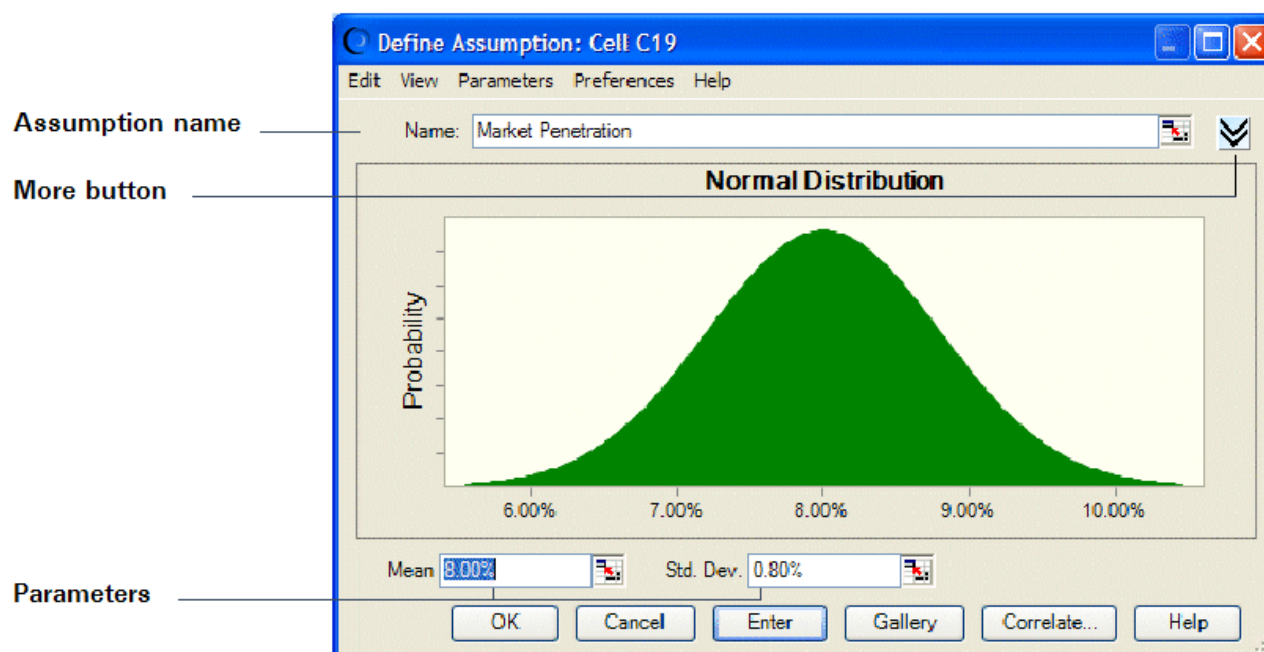 Define Assumption: Cell C19
Edit View Parameters Preferences Help
Assumption name
Name: Market Penetration
More button
Normal Distribution
Probability
6.00% 7.00% 8.00% 9.00% 10.00%
Mean 8.00% Std. Dev. 0.80%
Parameters
OK Cancel Enter Gallery Correlate... Help